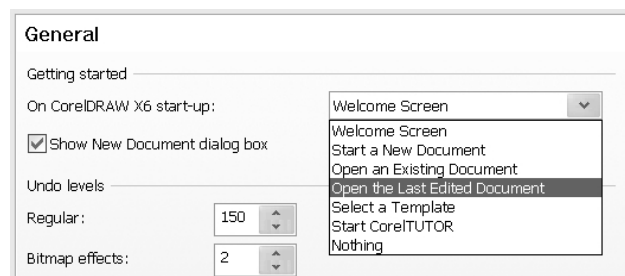 General
Getting started
On CorelDRAW X6 start-up:
Welcome Screen
Welcome Screen
Show New Document dialog box
Start a New Document
Open an Existing Document
Open the Last Edited Document
Undo levels
Select a Template
Regular:
150
Start CorelTUTOR
Nothing
Bitmap effects:
2